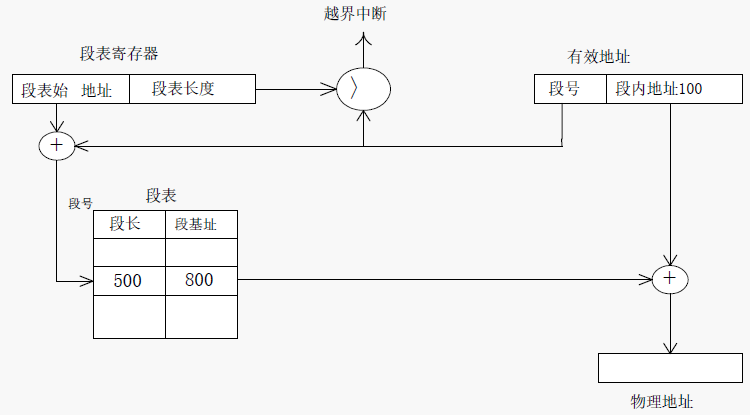 越界中断
段表寄存器
有效地址
段表始 地址 段表长度
〉
段号 段内地址100
+
段号
段表
段长 段基址
500 800
+
物理地址